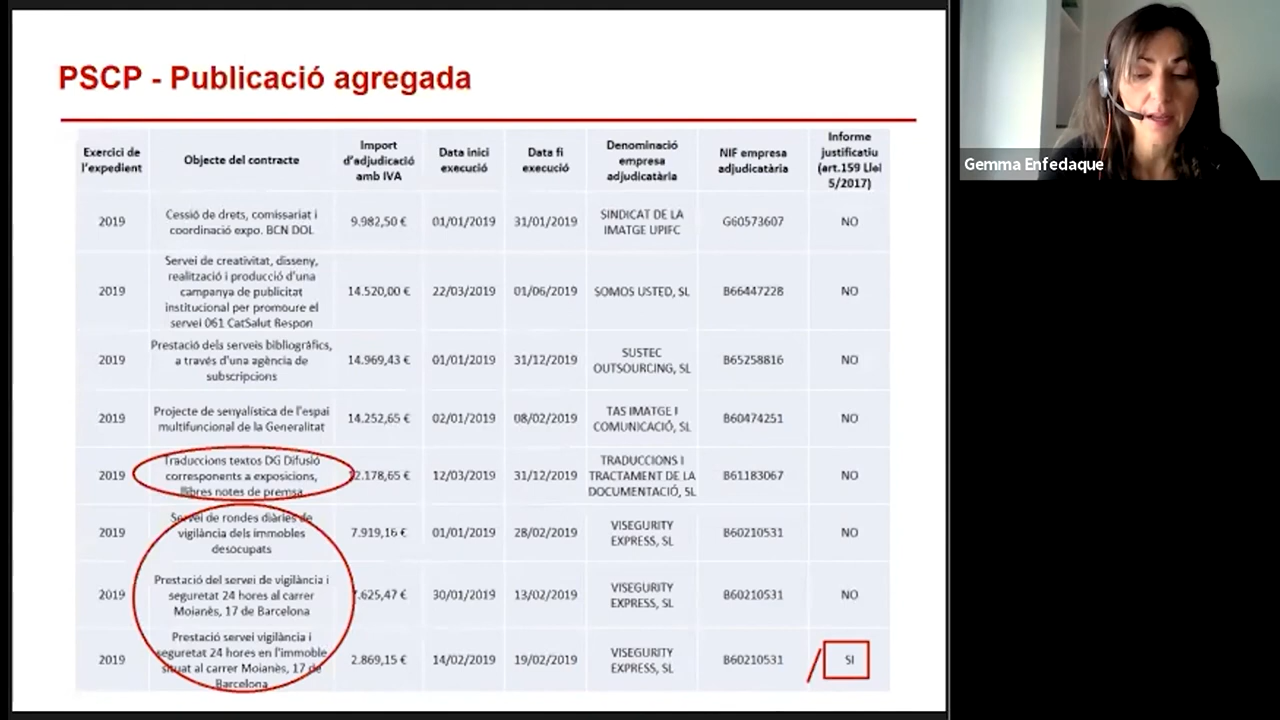 PSCP - Publicació agregada
Exercici de
l'expedient
Objecte del contracte
Import
d'adjudicació
amb IVA
Data inici
execució
Data fi
execució
Denominació
empresa
adjudicatària
NIF empresa
adjudicatària
Informe
justificatiu
(art.159 Llei
5/2017)
2019
Cessió de drets, comissariat i
coordinació expo. BCN DOL
9.982,50 €
01/01/2019
31/01/2019
SINDICAT DE LA
IMATGE UPIFC
G60573607
NO
2019
Servei de creativitat, disseny,
realització i producció d'una
campanya de publicitat
institucional per promoure el
servei 061 CatSalut Respon
14.520,00 €
22/03/2019
01/06/2019
SOMOS USTED, SL
B66447228
NO
2019
Prestació dels serveis bibliogràfics,
a través d'una agència de
subscripcions
14.969,43 €
01/01/2019
31/12/2019
SUSTEC
OUTSOURCING, SL
B65258816
NO
2019
Projecte de senyalística de l'espai
multifuncional de la Generalitat
14.252,65 €
02/01/2019
08/02/2019
TAS IMATGE I
COMUNICACIÓ, SL
B60474251
NO
2019
Traduccions textos DG Difusió
corresponents a exposicions,
llibres notes de premsa
12.178,65 €
12/03/2019
31/12/2019
TRADUCCIONS I
TRACTAMENT DE LA
DOCUMENTACIÓ, SL
B61183067
NO
2019
Servei de rondes diàries de
vigilància dels immobles
desocupats
7.919,16 €
01/01/2019
28/02/2019
VISEGURITY
EXPRESS, SL
B60210531
NO
2019
Prestació del servei de vigilància i
seguretat 24 hores al carrer
Moianès, 17 de Barcelona
7.625,47 €
30/01/2019
13/02/2019
VISEGURITY
EXPRESS, SL
B60210531
NO
2019
Prestació servei vigilància i
seguretat 24 hores en l'immoble
situat al carrer Moianès, 17 de
Barcelona
2.869,15 €
14/02/2019
19/02/2019
VISEGURITY
EXPRESS, SL
B60210531
SI
Gemma Enfedaque